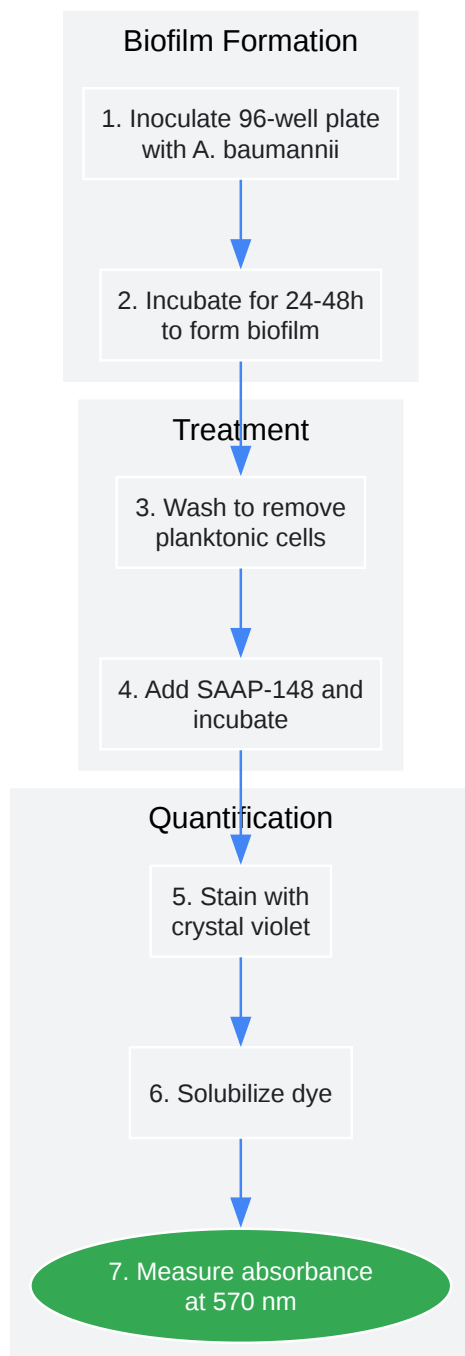 Biofilm Formation
1. Inoculate 96-well plate
with A. baumannii
2. Incubate for 24-48h
to form biofilm
Treatment
3. Wash to remove
planktonic cells
4. Add SAAP-148 and
incubate
Quantification
5. Stain with
crystal violet
6. Solubilize dye
7. Measure absorbance
at 570 nm